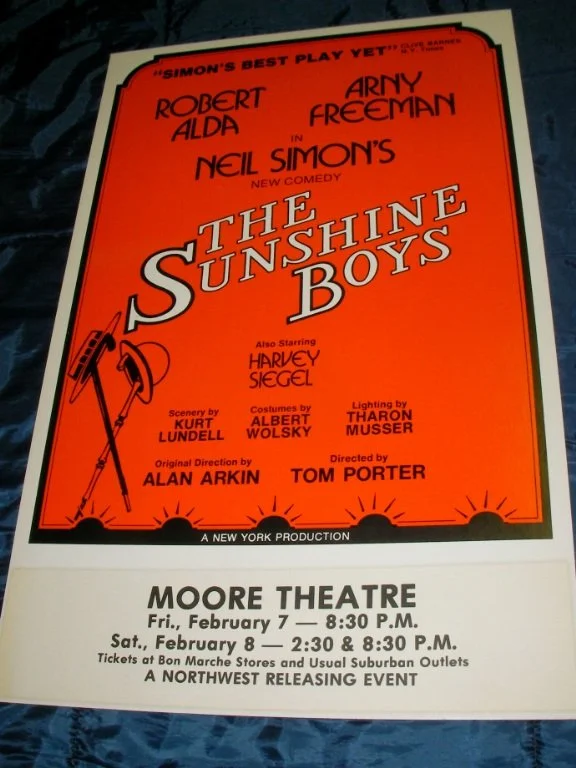 "SIMON'S BEST PLAY YET" CLIVE BARNES
N.Y. Times
ROBERT ALDA
ARNY FREEMAN
IN
NEIL SIMON'S
NEW COMEDY
THE
SUNSHINE
BOYS
Also Starring
HARVEY
SIEGEL
Scenery by
KURT
LUNDELL
Costumes by
ALBERT
WOLSKY
Lighting by
THARON
MUSSER
Original Direction by
ALAN ARKIN
Directed by
TOM PORTER
A NEW YORK PRODUCTION
MOORE THEATRE
Fri., February 7 — 8:30 P.M.
Sat., February 8 — 2:30 & 8:30 P.M.
Tickets at Bon Marche Stores and Usual Suburban Outlets
A NORTHWEST RELEASING EVENT